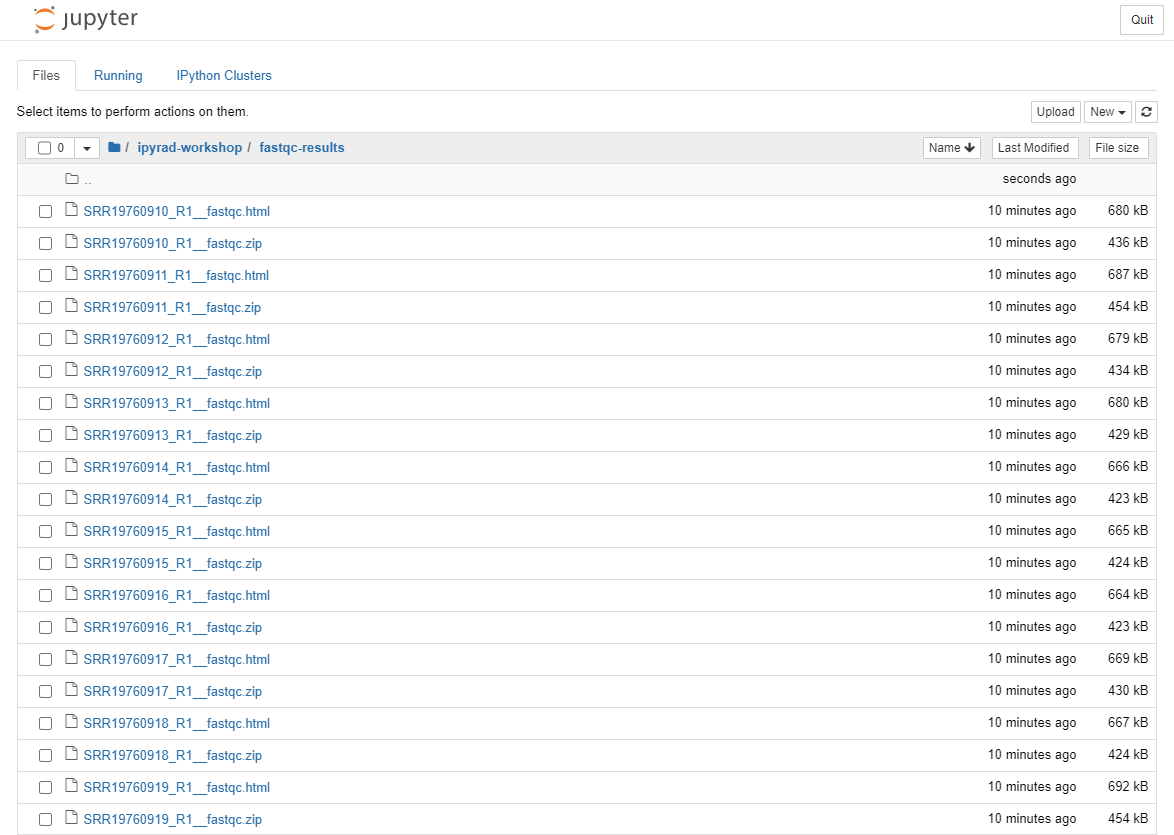 jupyter
Quit
Files Running IPython Clusters
Select items to perform actions on them.
Upload New
0 / ipyrad-workshop / fastqc-results Name Last Modified File size
.. seconds ago
SRR19760910_R1__fastqc.html 10 minutes ago 680 kB
SRR19760910_R1__fastqc.zip 10 minutes ago 436 kB
SRR19760911_R1__fastqc.html 10 minutes ago 687 kB
SRR19760911_R1__fastqc.zip 10 minutes ago 454 kB
SRR19760912_R1__fastqc.html 10 minutes ago 679 kB
SRR19760912_R1__fastqc.zip 10 minutes ago 434 kB
SRR19760913_R1__fastqc.html 10 minutes ago 680 kB
SRR19760913_R1__fastqc.zip 10 minutes ago 429 kB
SRR19760914_R1__fastqc.html 10 minutes ago 666 kB
SRR19760914_R1__fastqc.zip 10 minutes ago 423 kB
SRR19760915_R1__fastqc.html 10 minutes ago 665 kB
SRR19760915_R1__fastqc.zip 10 minutes ago 424 kB
SRR19760916_R1__fastqc.html 10 minutes ago 664 kB
SRR19760916_R1__fastqc.zip 10 minutes ago 423 kB
SRR19760917_R1__fastqc.html 10 minutes ago 669 kB
SRR19760917_R1__fastqc.zip 10 minutes ago 430 kB
SRR19760918_R1__fastqc.html 10 minutes ago 667 kB
SRR19760918_R1__fastqc.zip 10 minutes ago 424 kB
SRR19760919_R1__fastqc.html 10 minutes ago 692 kB
SRR19760919_R1__fastqc.zip 10 minutes ago 454 kB